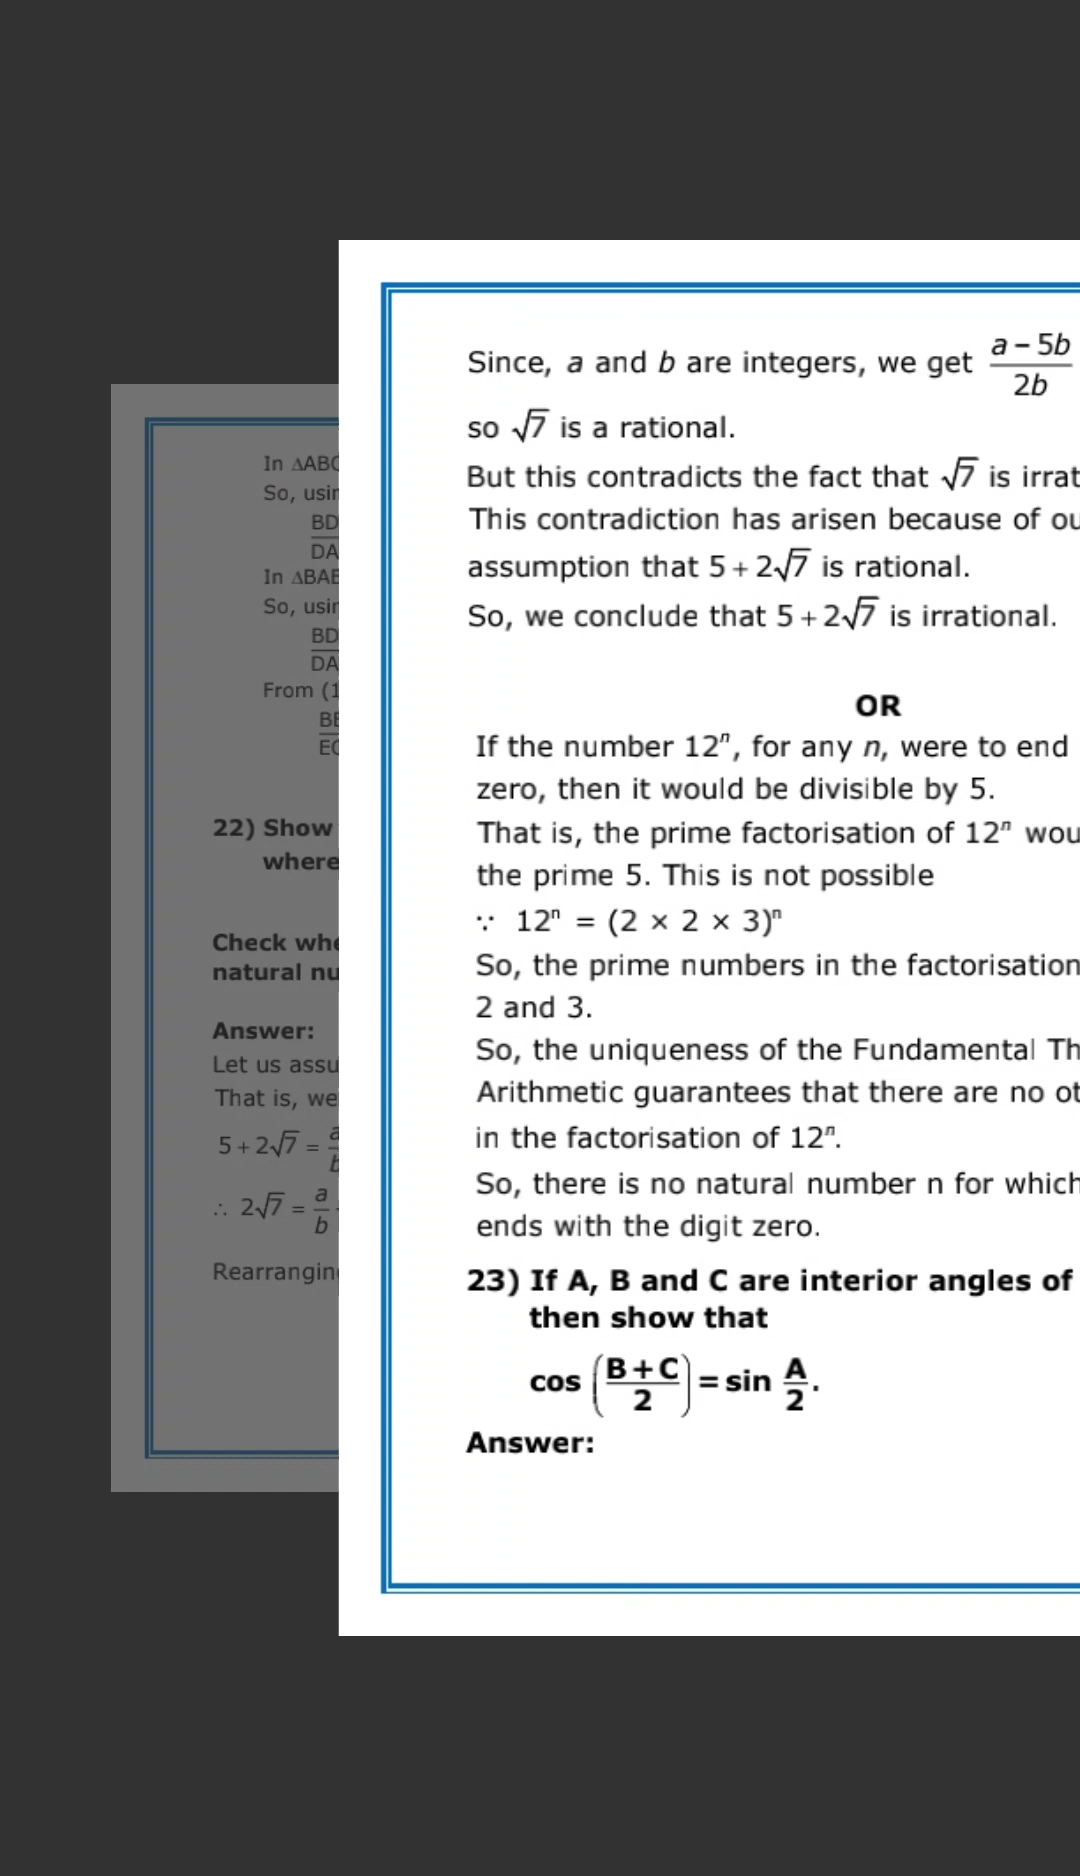 In ΔABC
So, usin
BD
DA
In ΔBAE
So, usin
BD
DA
From (1
BE
EC
22) Show
where
Check whe
natural nu
Answer:
Let us assu
That is, we
5 + 2√7 = a/b
∴ 2√7 = a/b
Rearrangin
Since, a and b are integers, we get (a – 5b)/2b
so √7 is a rational.
But this contradicts the fact that √7 is irrat
This contradiction has arisen because of ou
assumption that 5 + 2√7 is rational.
So, we conclude that 5 + 2√7 is irrational.
OR
If the number 12ⁿ, for any n, were to end
zero, then it would be divisible by 5.
That is, the prime factorisation of 12ⁿ wou
the prime 5. This is not possible
∵ 12ⁿ = (2 × 2 × 3)ⁿ
So, the prime numbers in the factorisation
2 and 3.
So, the uniqueness of the Fundamental Th
Arithmetic guarantees that there are no ot
in the factorisation of 12ⁿ.
So, there is no natural number n for which
ends with the digit zero.
23) If A, B and C are interior angles of
then show that
cos ((B+C)/2) = sin A/2.
Answer: